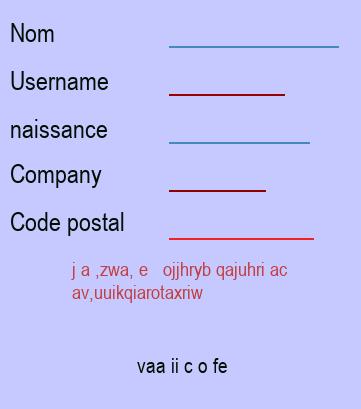 Nom
Username
naissance
Company
Code postal
j a ,zwa, e ojjhryb qajuhri ac
av,uuikqiarotaxriw
vaa ii c o fe